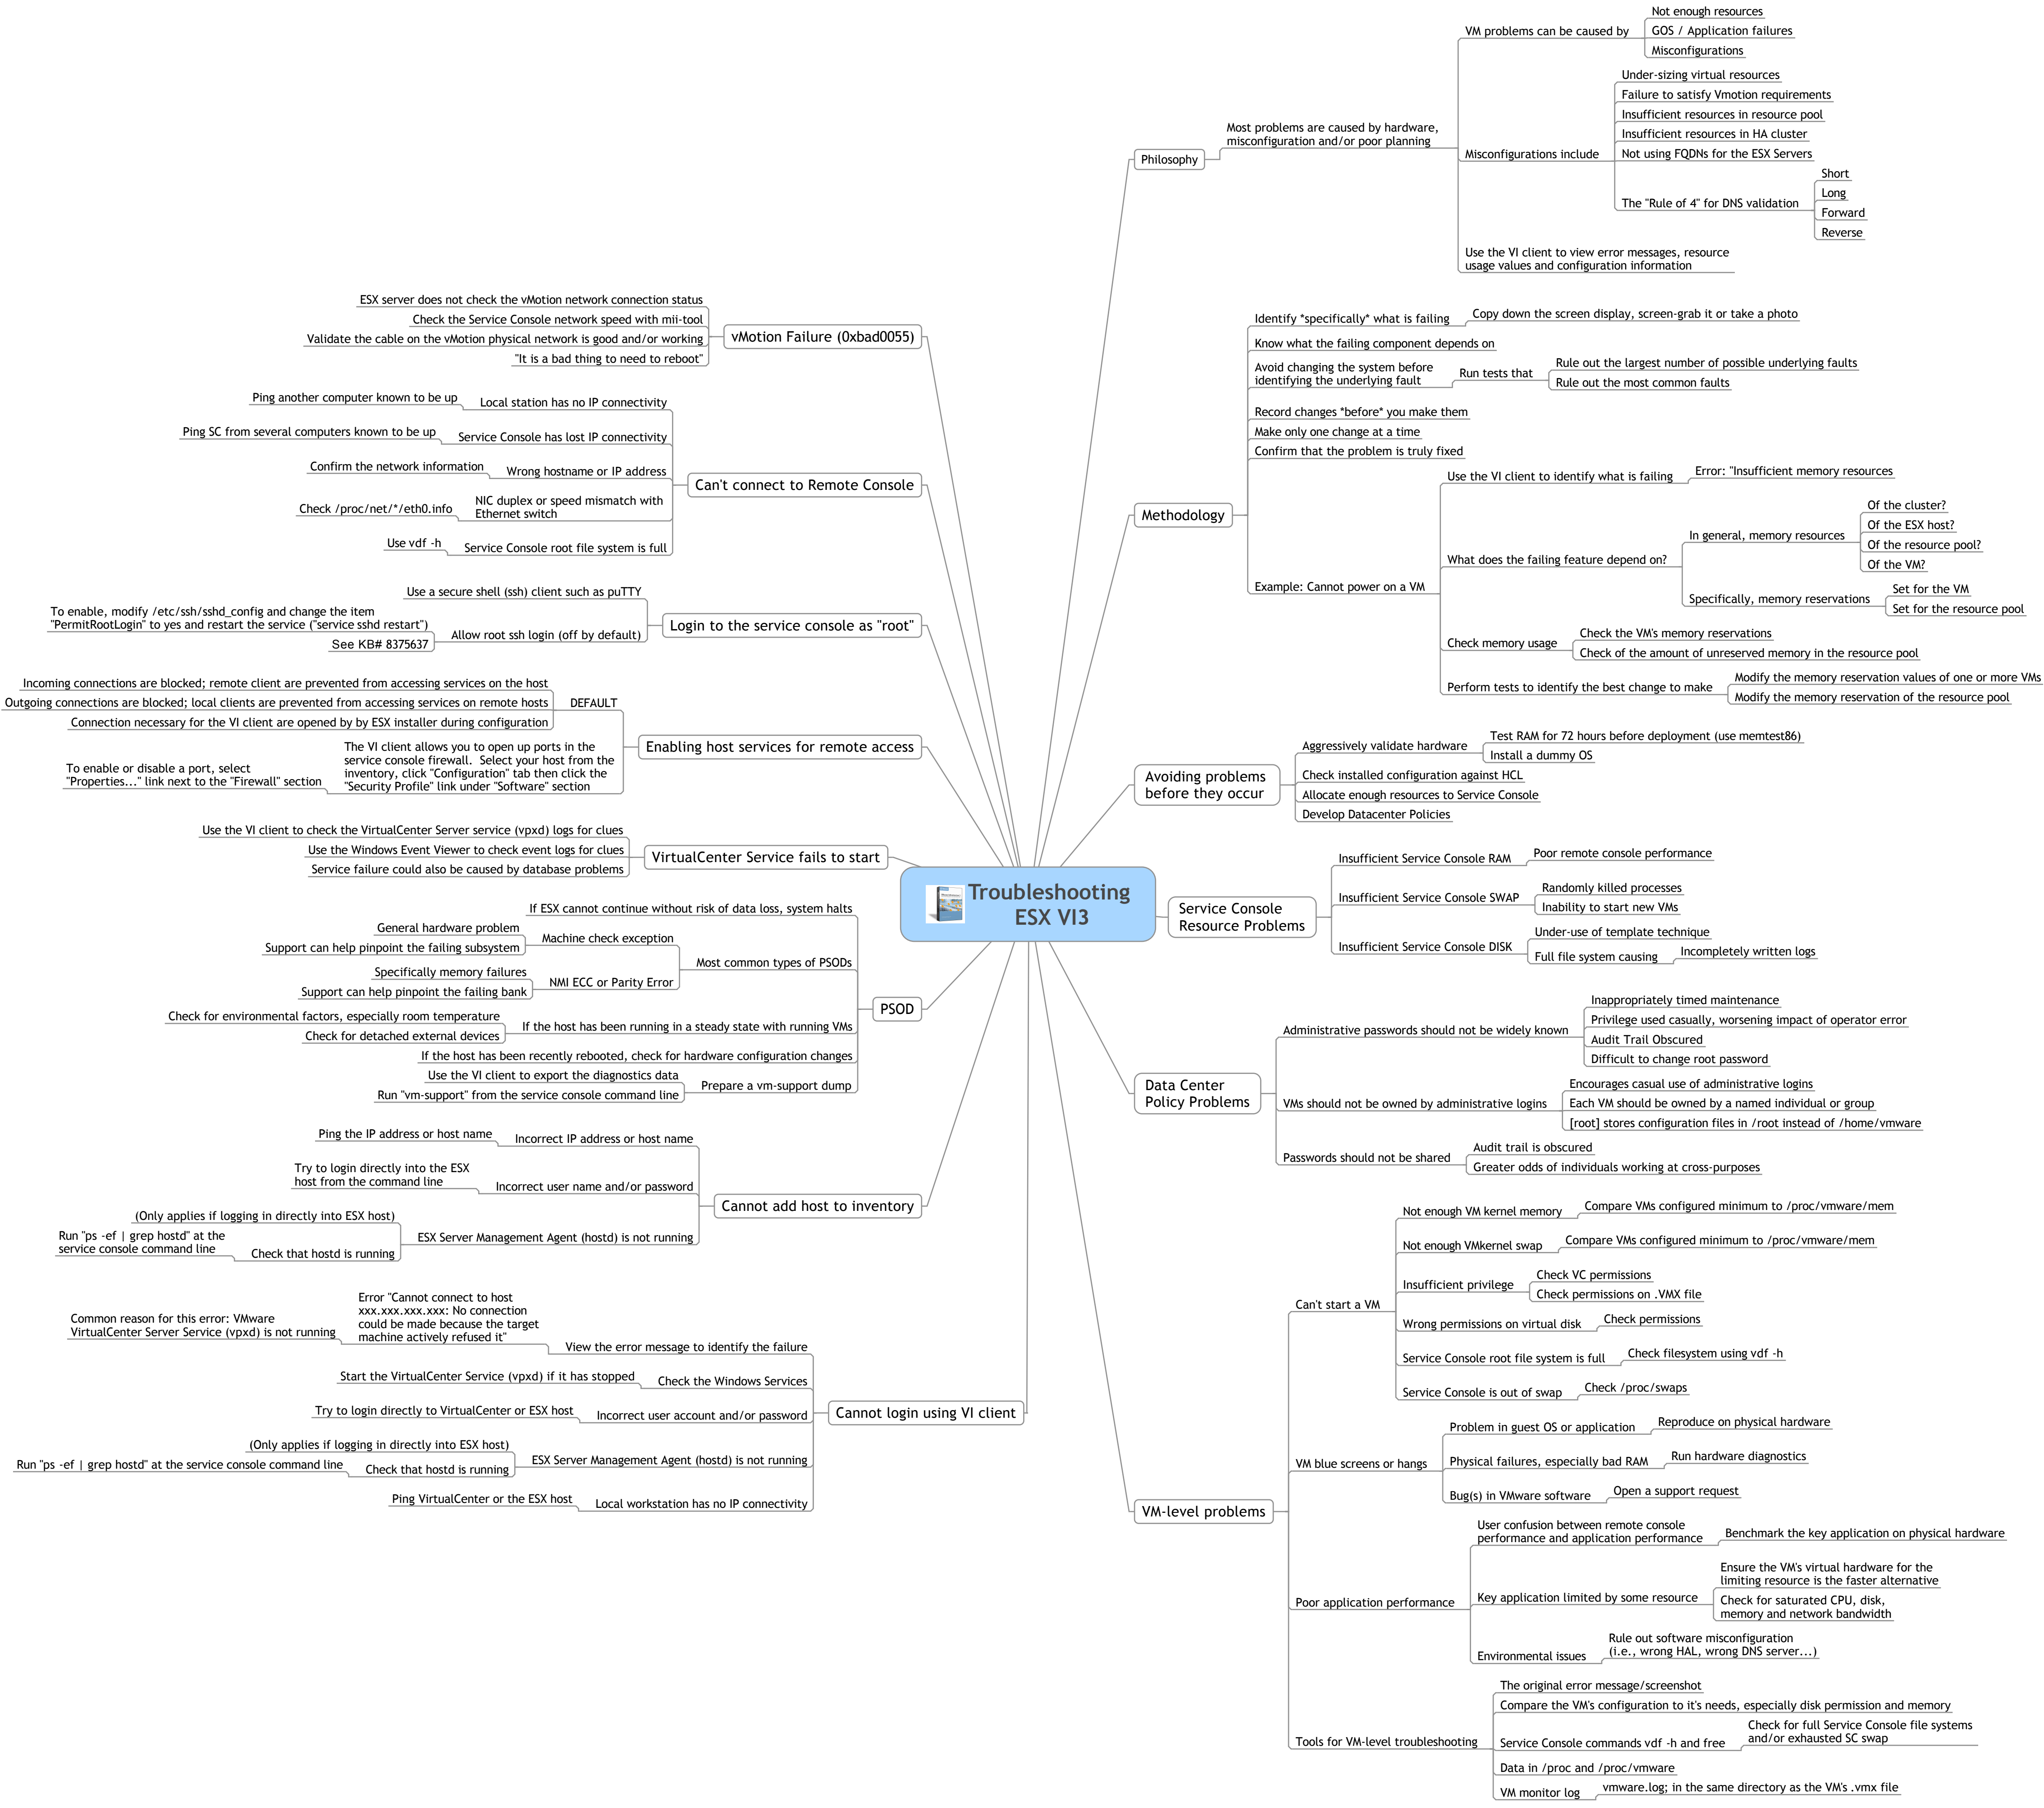 Troubleshooting
ESX VI3
Philosophy
Most problems are caused by hardware,
misconfiguration and/or poor planning
VM problems can be caused by
Not enough resources
GOS / Application failures
Misconfigurations
Misconfigurations include
Under-sizing virtual resources
Failure to satisfy Vmotion requirements
Insufficient resources in resource pool
Insufficient resources in HA cluster
Not using FQDNs for the ESX Servers
The "Rule of 4" for DNS validation
Short
Long
Forward
Reverse
Use the VI client to view error messages, resource
usage values and configuration information
Methodology
Identify *specifically* what is failing
Copy down the screen display, screen-grab it or take a photo
Know what the failing component depends on
Avoid changing the system before
identifying the underlying fault
Run tests that
Rule out the largest number of possible underlying faults
Rule out the most common faults
Record changes *before* you make them
Make only one change at a time
Confirm that the problem is truly fixed
Example: Cannot power on a VM
Use the VI client to identify what is failing
Error: "Insufficient memory resources
What does the failing feature depend on?
In general, memory resources
Of the cluster?
Of the ESX host?
Of the resource pool?
Of the VM?
Specifically, memory reservations
Set for the VM
Set for the resource pool
Check memory usage
Check the VM's memory reservations
Check of the amount of unreserved memory in the resource pool
Perform tests to identify the best change to make
Modify the memory reservation values of one or more VMs
Modify the memory reservation of the resource pool
Avoiding problems
before they occur
Aggressively validate hardware
Test RAM for 72 hours before deployment (use memtest86)
Install a dummy OS
Check installed configuration against HCL
Allocate enough resources to Service Console
Develop Datacenter Policies
Service Console
Resource Problems
Insufficient Service Console RAM
Poor remote console performance
Insufficient Service Console SWAP
Randomly killed processes
Inability to start new VMs
Insufficient Service Console DISK
Under-use of template technique
Full file system causing
Incompletely written logs
Data Center
Policy Problems
Administrative passwords should not be widely known
Inappropriately timed maintenance
Privilege used casually, worsening impact of operator error
Audit Trail Obscured
Difficult to change root password
VMs should not be owned by administrative logins
Encourages casual use of administrative logins
Each VM should be owned by a named individual or group
[root] stores configuration files in /root instead of /home/vmware
Passwords should not be shared
Audit trail is obscured
Greater odds of individuals working at cross-purposes
VM-level problems
Can't start a VM
Not enough VM kernel memory
Compare VMs configured minimum to /proc/vmware/mem
Not enough VMkernel swap
Compare VMs configured minimum to /proc/vmware/mem
Insufficient privilege
Check VC permissions
Check permissions on .VMX file
Wrong permissions on virtual disk
Check permissions
Service Console root file system is full
Check filesystem using vdf -h
Service Console is out of swap
Check /proc/swaps
VM blue screens or hangs
Problem in guest OS or application
Reproduce on physical hardware
Physical failures, especially bad RAM
Run hardware diagnostics
Bug(s) in VMware software
Open a support request
Poor application performance
User confusion between remote console
performance and application performance
Benchmark the key application on physical hardware
Key application limited by some resource
Ensure the VM's virtual hardware for the
limiting resource is the faster alternative
Check for saturated CPU, disk,
memory and network bandwidth
Environmental issues
Rule out software misconfiguration
(i.e., wrong HAL, wrong DNS server...)
Tools for VM-level troubleshooting
The original error message/screenshot
Compare the VM's configuration to it's needs, especially disk permission and memory
Service Console commands vdf -h and free
Check for full Service Console file systems
and/or exhausted SC swap
Data in /proc and /proc/vmware
VM monitor log
vmware.log; in the same directory as the VM's .vmx file
vMotion Failure (0xbad0055)
ESX server does not check the vMotion network connection status
Check the Service Console network speed with mii-tool
Validate the cable on the vMotion physical network is good and/or working
"It is a bad thing to need to reboot"
Can't connect to Remote Console
Local station has no IP connectivity
Ping another computer known to be up
Service Console has lost IP connectivity
Ping SC from several computers known to be up
Wrong hostname or IP address
Confirm the network information
NIC duplex or speed mismatch with
Ethernet switch
Check /proc/net/*/eth0.info
Service Console root file system is full
Use vdf -h
Login to the service console as "root"
Use a secure shell (ssh) client such as puTTY
Allow root ssh login (off by default)
To enable, modify /etc/ssh/sshd_config and change the item
"PermitRootLogin" to yes and restart the service ("service sshd restart")
See KB# 8375637
Enabling host services for remote access
DEFAULT
Incoming connections are blocked; remote client are prevented from accessing services on the host
Outgoing connections are blocked; local clients are prevented from accessing services on remote hosts
Connection necessary for the VI client are opened by by ESX installer during configuration
The VI client allows you to open up ports in the
service console firewall. Select your host from the
inventory, click "Configuration" tab then click the
"Security Profile" link under "Software" section
To enable or disable a port, select
"Properties..." link next to the "Firewall" section
VirtualCenter Service fails to start
Use the VI client to check the VirtualCenter Server service (vpxd) logs for clues
Use the Windows Event Viewer to check event logs for clues
Service failure could also be caused by database problems
PSOD
If ESX cannot continue without risk of data loss, system halts
Most common types of PSODs
Machine check exception
General hardware problem
Support can help pinpoint the failing subsystem
NMI ECC or Parity Error
Specifically memory failures
Support can help pinpoint the failing bank
If the host has been running in a steady state with running VMs
Check for environmental factors, especially room temperature
Check for detached external devices
If the host has been recently rebooted, check for hardware configuration changes
Prepare a vm-support dump
Use the VI client to export the diagnostics data
Run "vm-support" from the service console command line
Cannot add host to inventory
Incorrect IP address or host name
Ping the IP address or host name
Incorrect user name and/or password
Try to login directly into the ESX
host from the command line
ESX Server Management Agent (hostd) is not running
(Only applies if logging in directly into ESX host)
Check that hostd is running
Run "ps -ef | grep hostd" at the
service console command line
Cannot login using VI client
View the error message to identify the failure
Error "Cannot connect to host
xxx.xxx.xxx.xxx: No connection
could be made because the target
machine actively refused it"
Common reason for this error: VMware
VirtualCenter Server Service (vpxd) is not running
Check the Windows Services
Start the VirtualCenter Service (vpxd) if it has stopped
Incorrect user account and/or password
Try to login directly to VirtualCenter or ESX host
ESX Server Management Agent (hostd) is not running
(Only applies if logging in directly into ESX host)
Check that hostd is running
Run "ps -ef | grep hostd" at the service console command line
Local workstation has no IP connectivity
Ping VirtualCenter or the ESX host